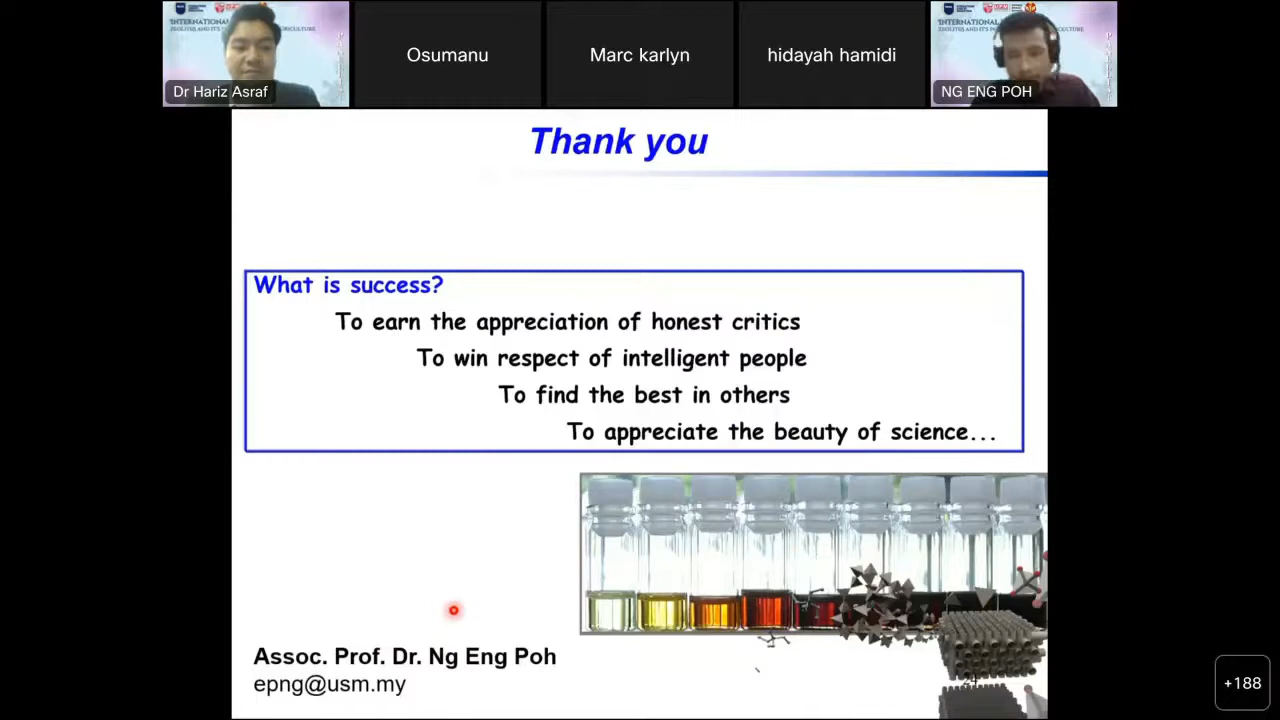 INTERNATIONAL
Dr Hariz Asraf
Osumanu
Marc karlyn
hidayah hamidi
NG ENG POH
Thank you
What is success?
To earn the appreciation of honest critics
To win respect of intelligent people
To find the best in others
To appreciate the beauty of science...
Assoc. Prof. Dr. Ng Eng Poh
epng@usm.my
24
+188